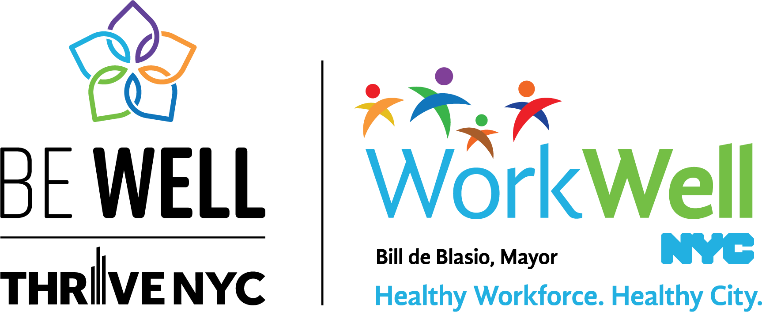 BE WELL
THRIVE NYC
WorkWell
NYC
Bill de Blasio, Mayor
Healthy Workforce. Healthy City.